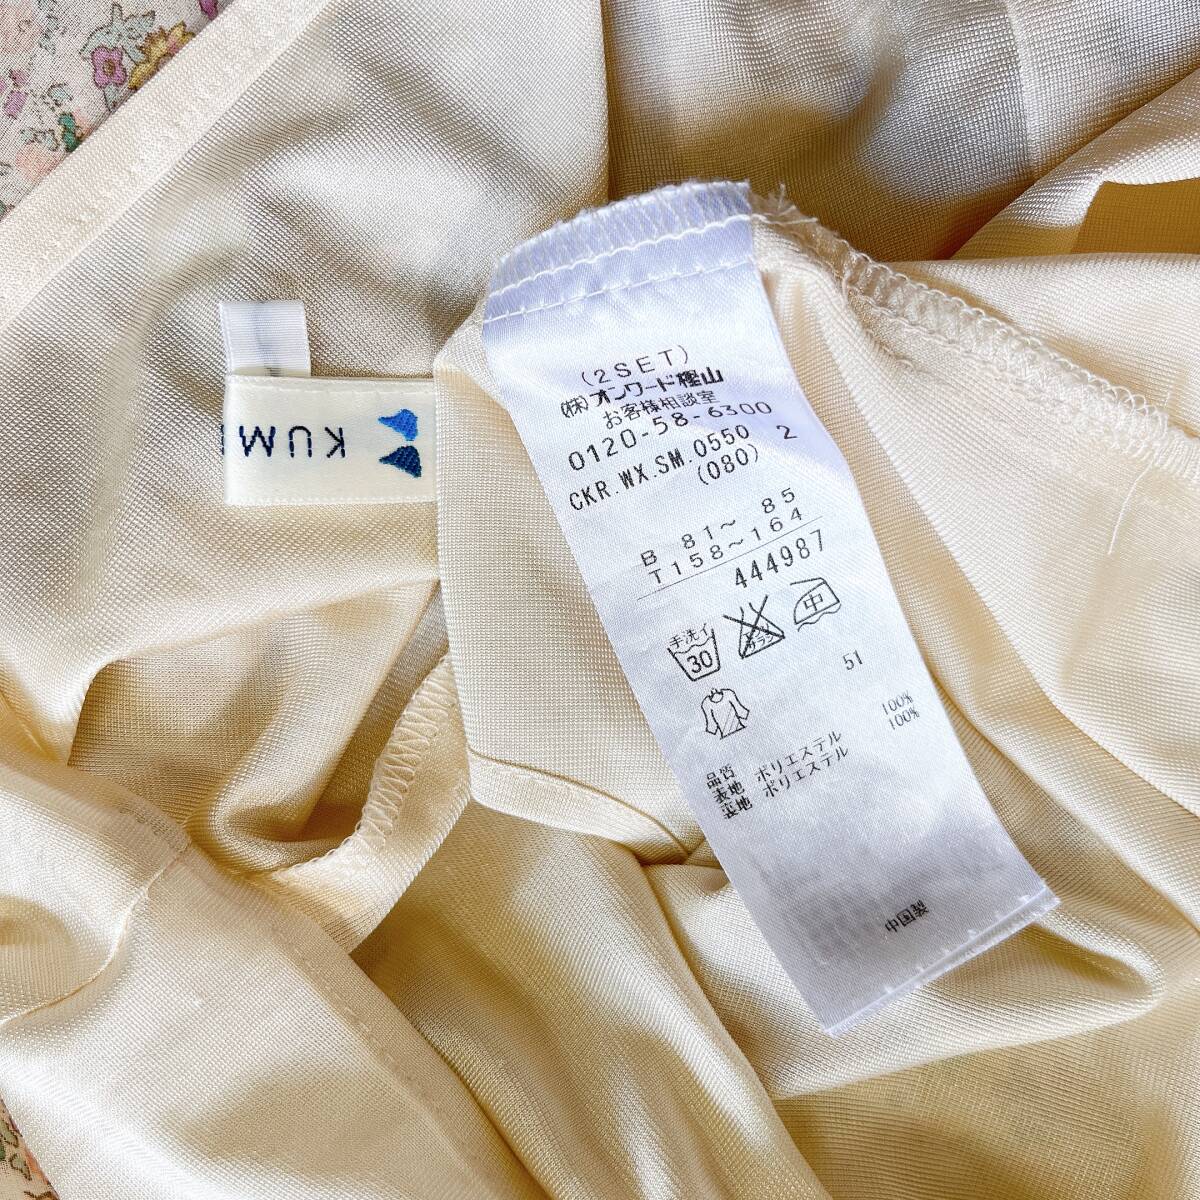 KUM
(2SET)
(株)オンワード樫山
お客様相談室
0120-58-6300
CKR.WX.SM.0550 2
(080)
B 81～ 85
T158～164
444987
手洗イ
30
中
51
品質
表地 ポリエステル 100%
裏地 ポリエステル 100%
中国製